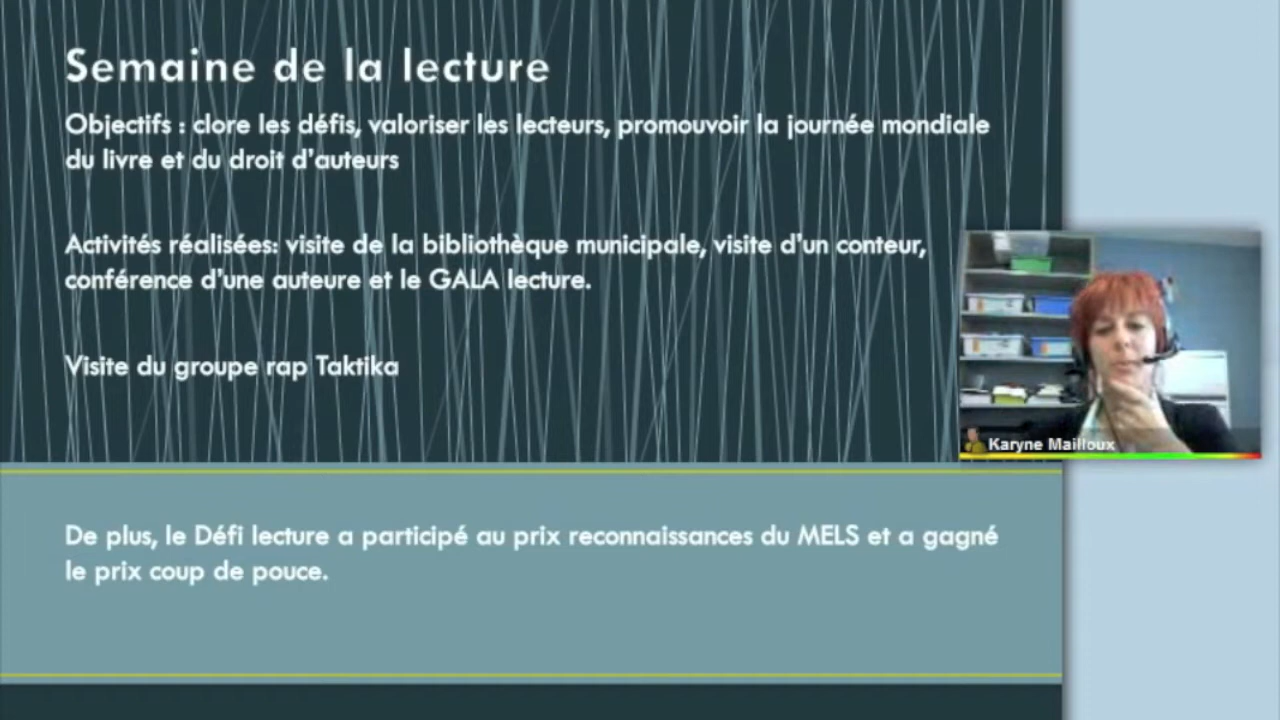 Semaine de la lecture
Objectifs : clore les défis, valoriser les lecteurs, promouvoir la journée mondiale
du livre et du droit d'auteurs
Activités réalisées: visite de la bibliothèque municipale, visite d'un conteur,
conférence d'une auteure et le GALA lecture.
Visite du groupe rap Taktika
Karyne Mailloux
De plus, le Défi lecture a participé au prix reconnaissances du MELS et a gagné
le prix coup de pouce.